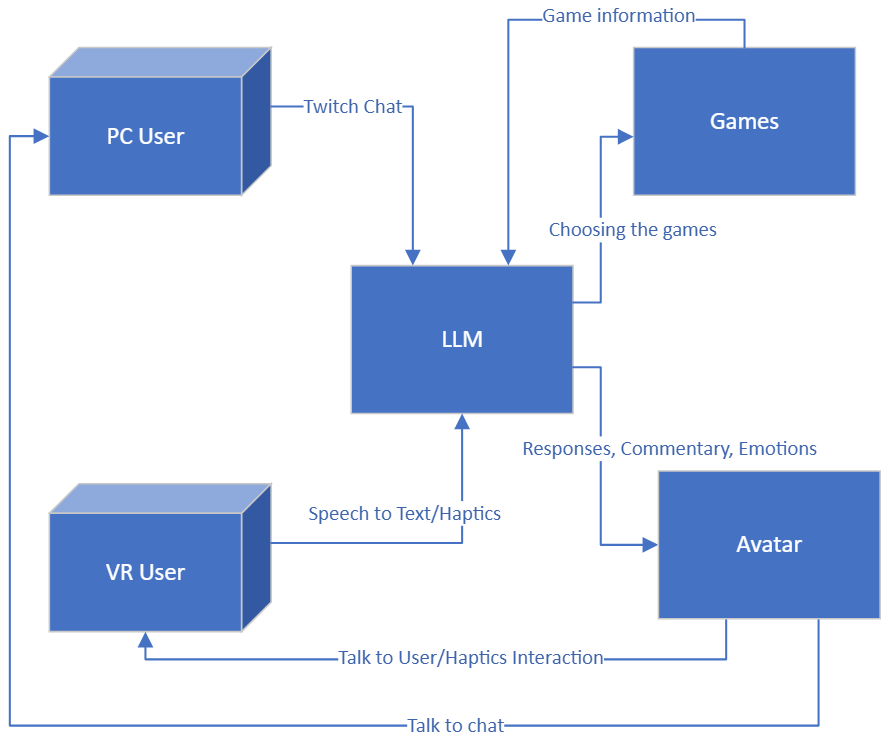 Game information
PC User
Twitch Chat
Games
Choosing the games
LLM
Responses, Commentary, Emotions
Speech to Text/Haptics
VR User
Avatar
Talk to User/Haptics Interaction
Talk to chat